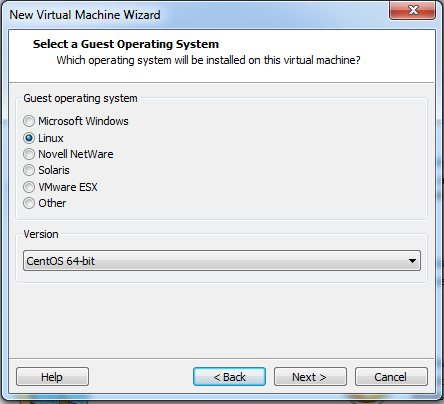 New Virtual Machine Wizard
Select a Guest Operating System
Which operating system will be installed on this virtual machine?
Guest operating system
Microsoft Windows
Linux
Novell NetWare
Solaris
VMware ESX
Other
Version
CentOS 64-bit
Help
< Back
Next >
Cancel